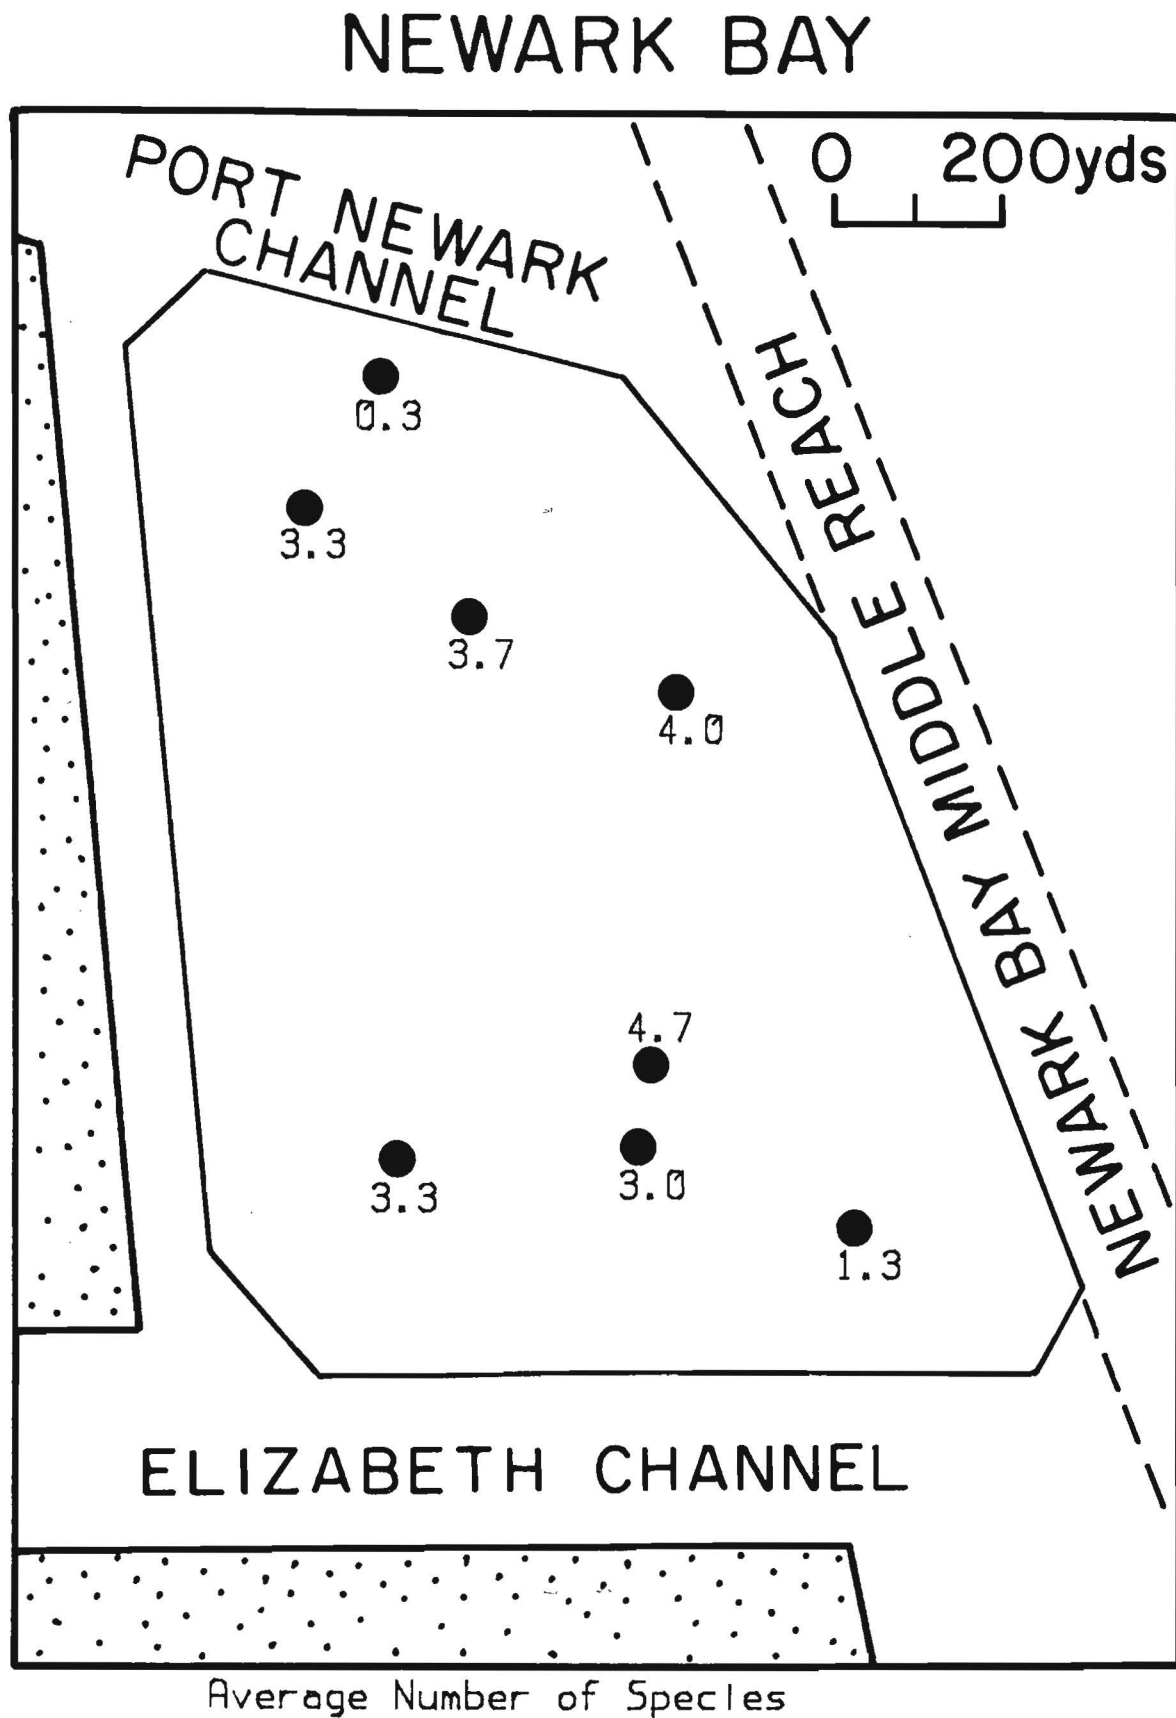 NEWARK BAY
PORT NEWARK
CHANNEL
0 200yds
NEWARK BAY MIDDLE REACH
0.3
3.3
3.7
4.0
4.7
3.3
3.0
1.3
ELIZABETH CHANNEL
Average Number of Species